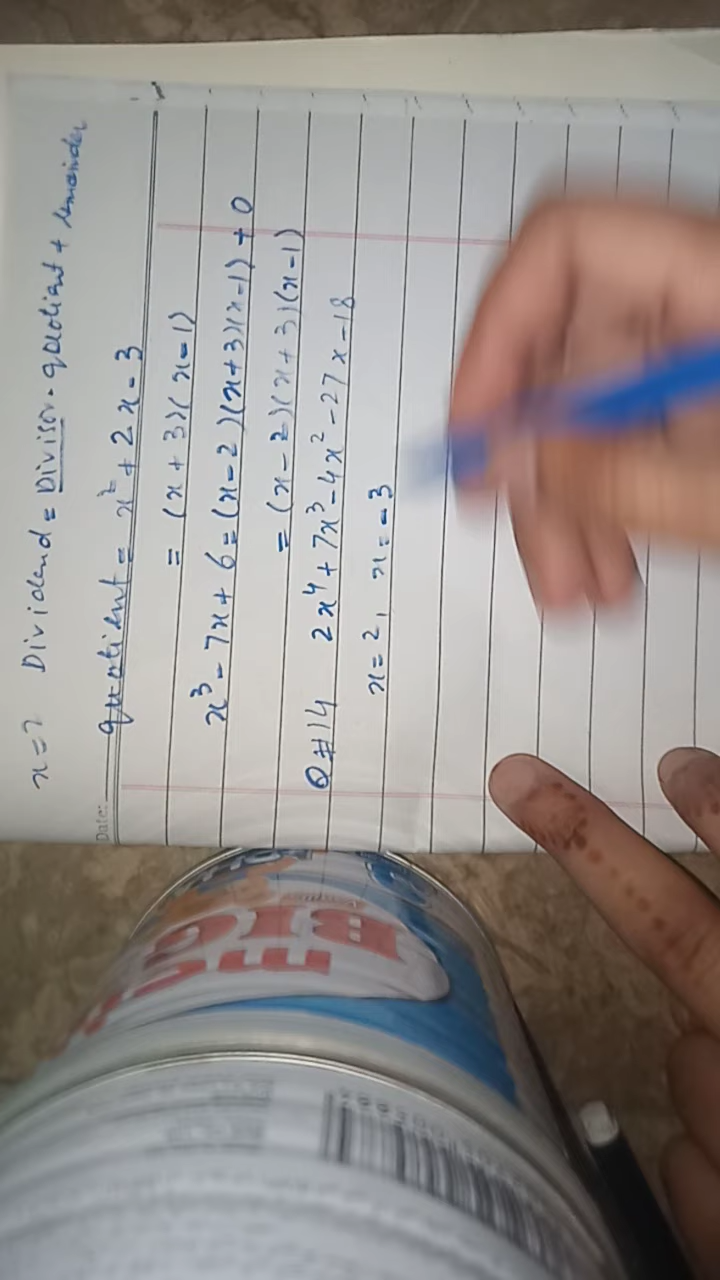 x=2 Dividend = Divisor · quotient + remainder
Date:
quotient = x² + 2x-3
= (x+3)(x-1)
x³-7x+6=(x-2)(x+3)(x-1)+0
=(x-2)(x+3)(x-1)
Q#14 2x⁴+7x³-4x²-27x-18
x=2, x=-3
BIG